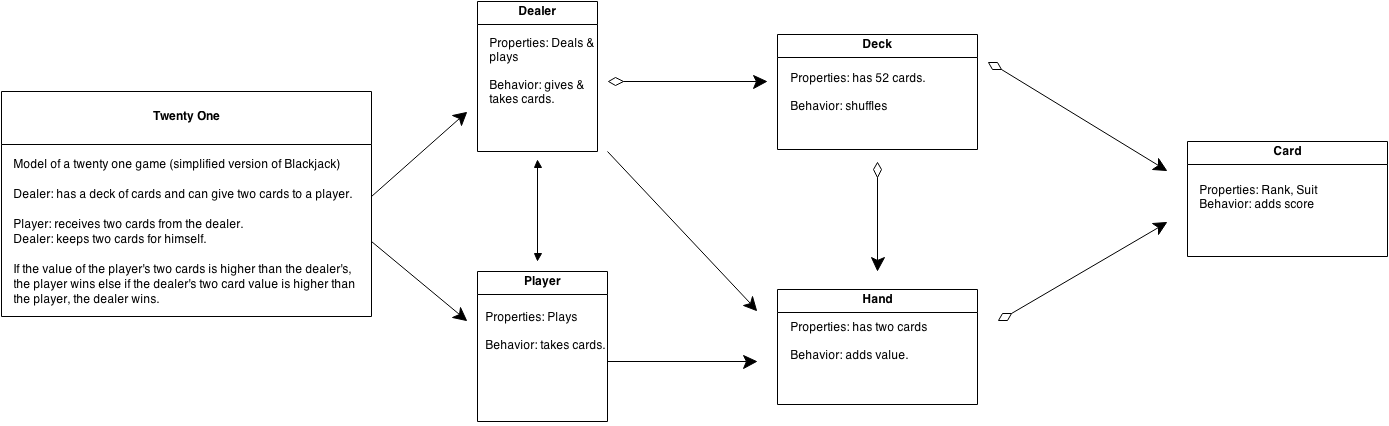 Twenty One
Model of a twenty one game (simplified version of Blackjack)
Dealer: has a deck of cards and can give two cards to a player.
Player: receives two cards from the dealer.
Dealer: keeps two cards for himself.
If the value of the player's two cards is higher than the dealer's,
the player wins else if the dealer's two card value is higher than
the player, the dealer wins.
Dealer
Properties: Deals &
plays
Behavior: gives &
takes cards.
Player
Properties: Plays
Behavior: takes cards.
Deck
Properties: has 52 cards.
Behavior: shuffles
Hand
Properties: has two cards
Behavior: adds value.
Card
Properties: Rank, Suit
Behavior: adds score